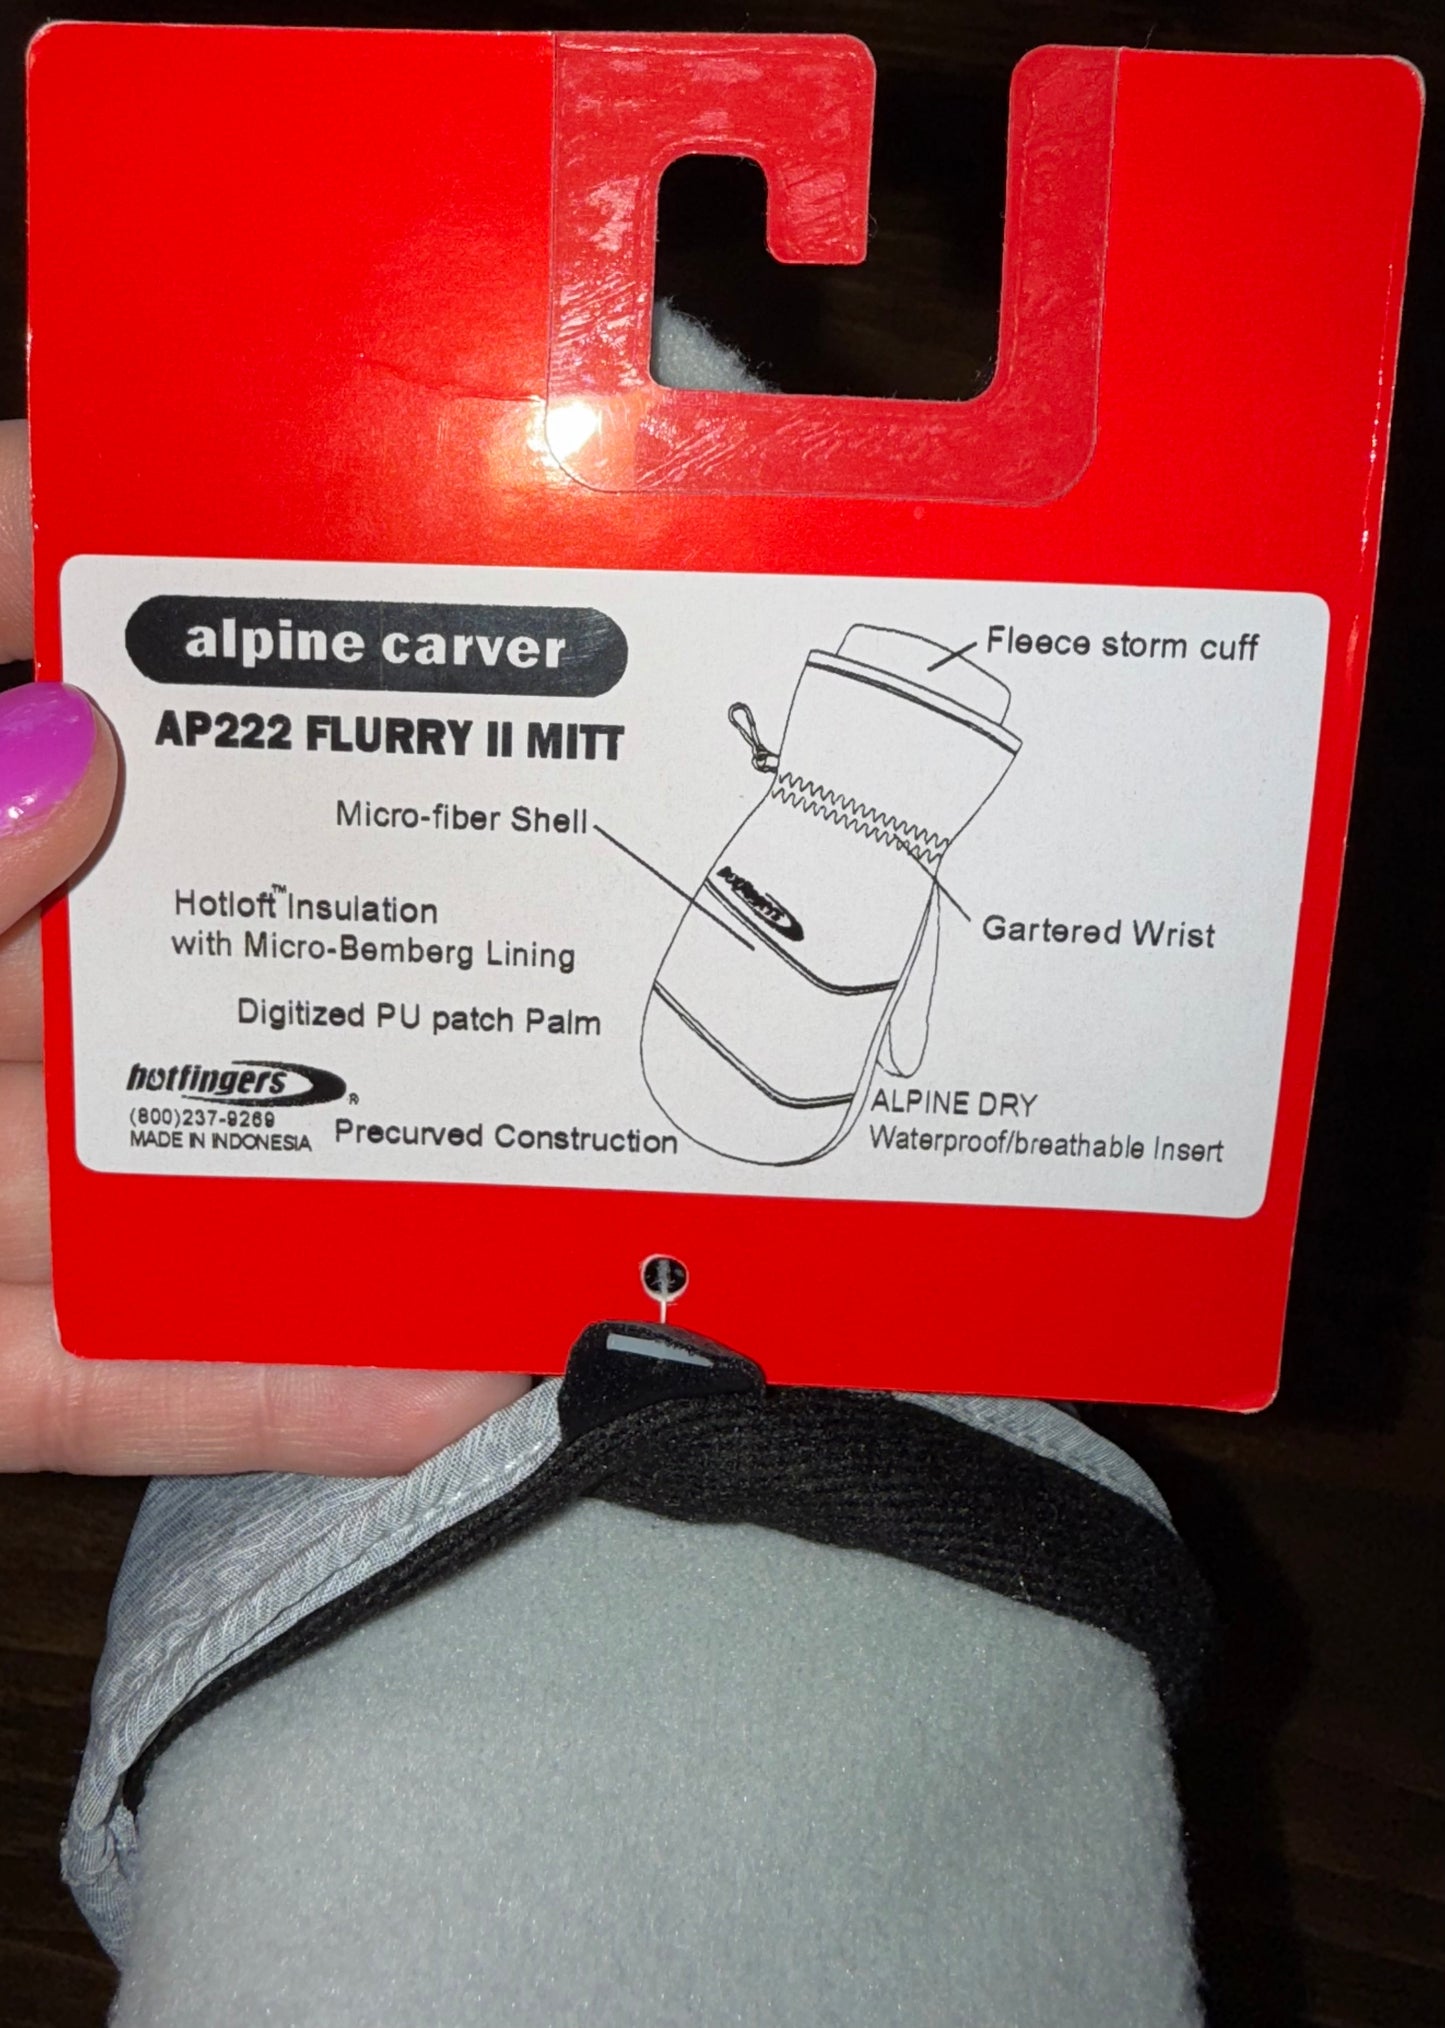 alpine carver
AP222 FLURRY II MITT
Fleece storm cuff
Micro-fiber Shell
Hotloft™ Insulation
with Micro-Bemberg Lining
Gartered Wrist
Digitized PU patch Palm
hotfingers®
(800)237-9269
MADE IN INDONESIA
Precurved Construction
ALPINE DRY
Waterproof/breathable Insert
hotfingers